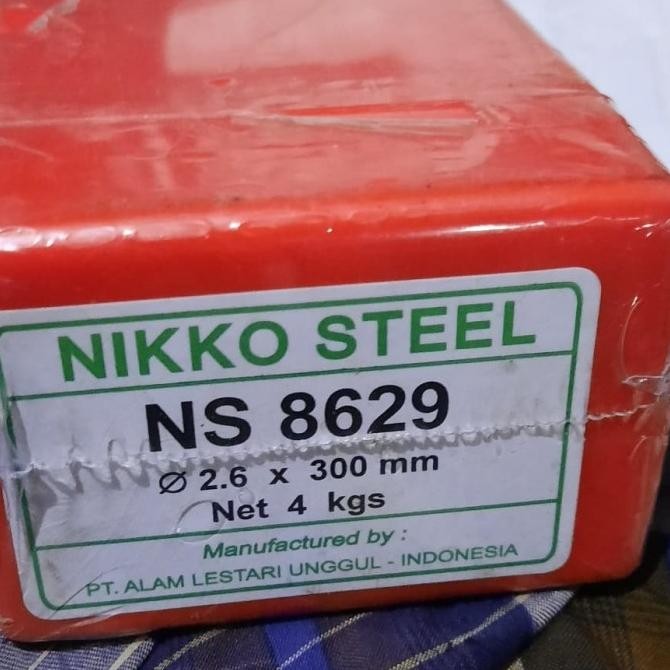 NIKKO STEEL
NS 8629
Ø 2.6 x 300 mm
Net 4 kgs
Manufactured by :
PT. ALAM LESTARI UNGGUL - INDONESIA